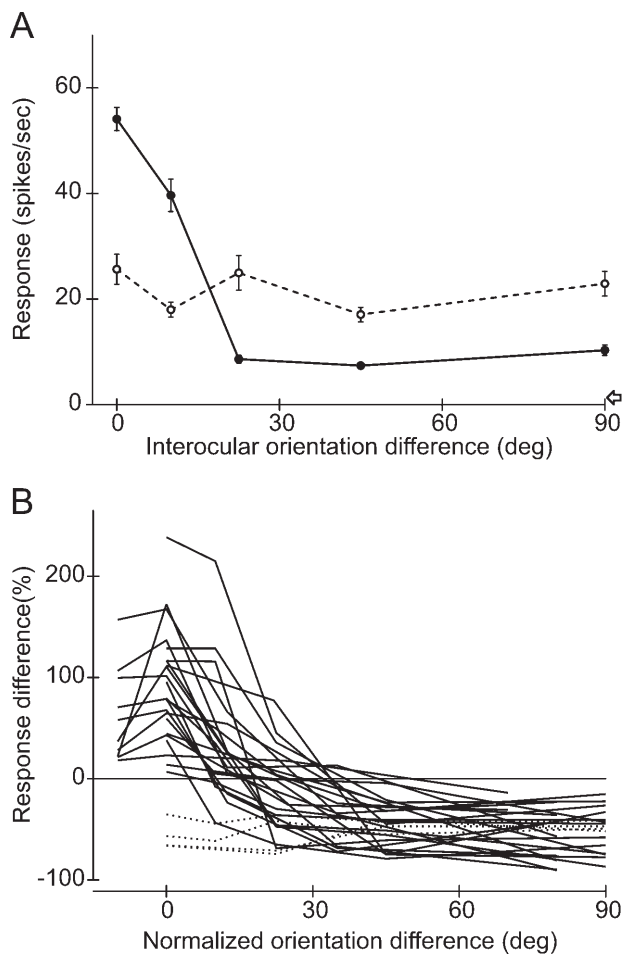 A
Response (spikes/sec)
60
40
20
0
0 30 90
Interocular orientation difference (deg)
B
Response difference(%)
200
100
0
-100
0 30 60 90
Normalized orientation difference (deg)